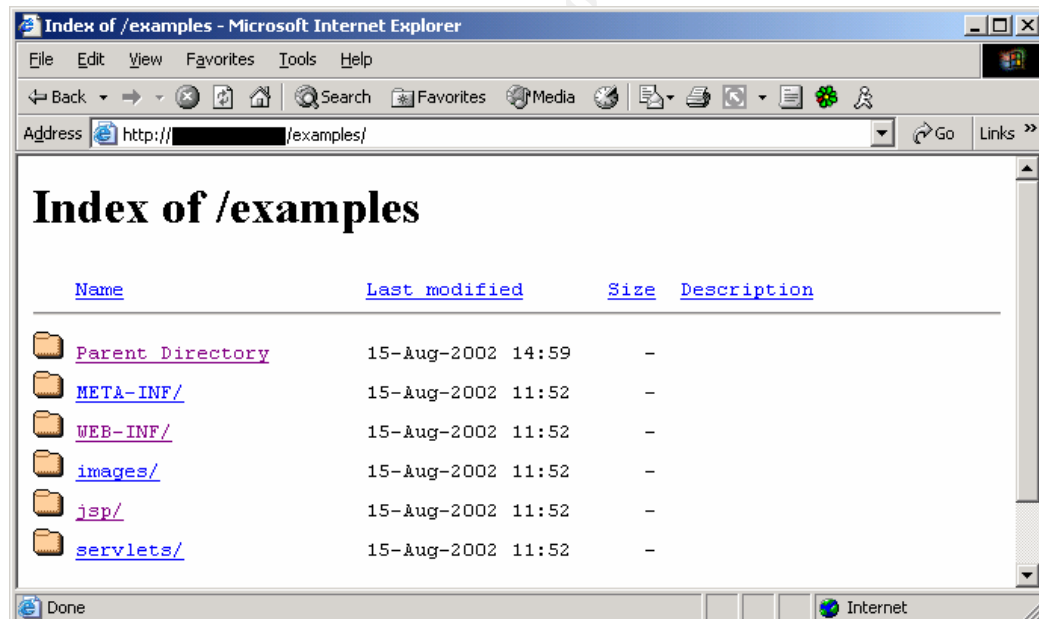 Index of /examples - Microsoft Internet Explorer
File Edit View Favorites Tools Help
Back Search Favorites Media
Address http:// /examples/ Go Links »
Index of /examples
Name Last modified Size Description
Parent Directory 15-Aug-2002 14:59 -
META-INF/ 15-Aug-2002 11:52 -
WEB-INF/ 15-Aug-2002 11:52 -
images/ 15-Aug-2002 11:52 -
jsp/ 15-Aug-2002 11:52 -
servlets/ 15-Aug-2002 11:52 -
Done Internet